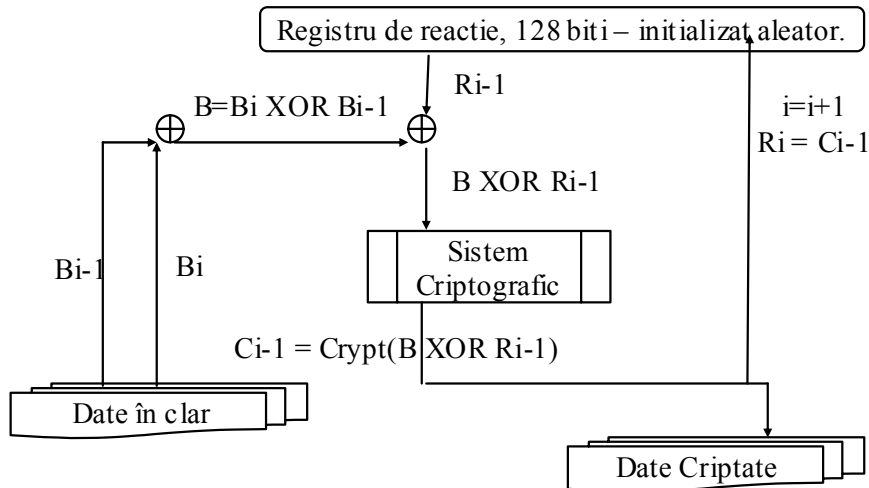 Registru de reactie, 128 biti – initializat aleator.
Ri-1
B=Bi XOR Bi-1
i=i+1
Ri = Ci-1
B XOR Ri-1
Sistem
Criptografic
Bi-1
Bi
Ci-1 = Crypt(B XOR Ri-1)
Date în clar
Date Criptate